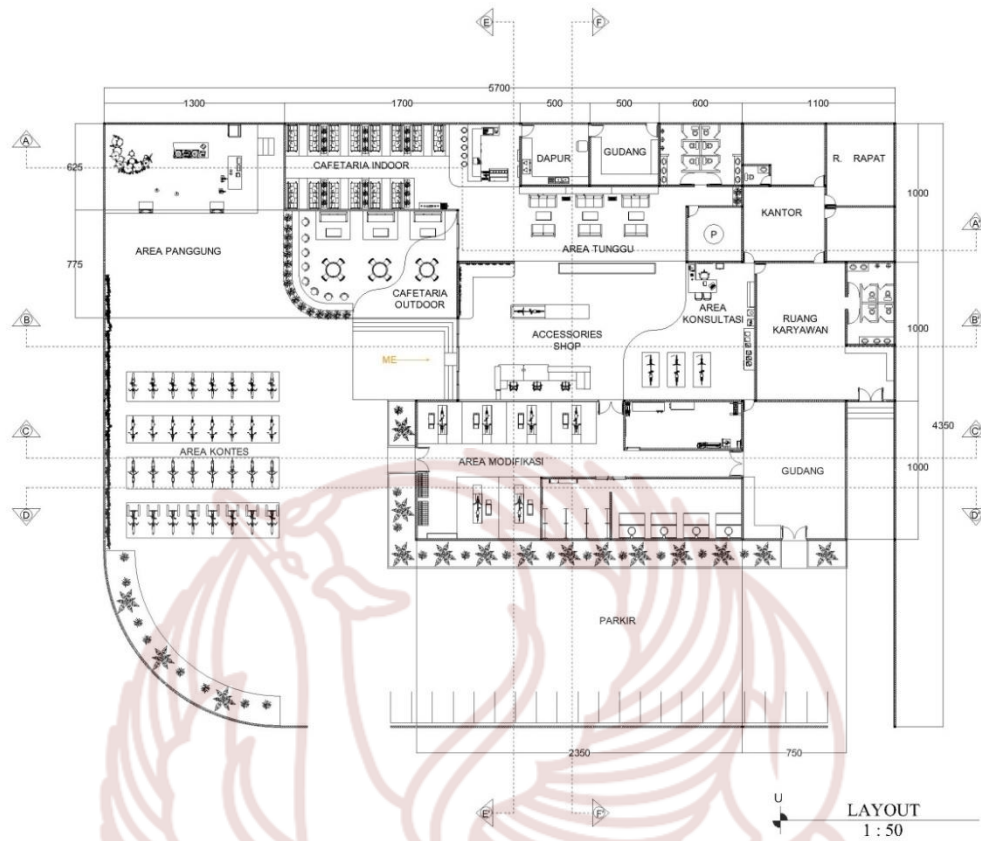 E F
5700
1300 1700 500 500 600 1100
A
CAFETARIA INDOOR
DAPUR
GUDANG
R. RAPAT
625
1000
KANTOR
P
A'
AREA PANGGUNG
AREA TUNGGU
775
CAFETARIA
OUTDOOR
AREA
KONSULTASI
B
B'
ACCESSORIES
SHOP
RUANG
KARYAWAN
1000
ME
C
C'
4350
AREA KONTES
AREA MODIFIKASI
GUDANG
1000
D
D'
PARKIR
2350 750
E' F'
U
LAYOUT
1 : 50